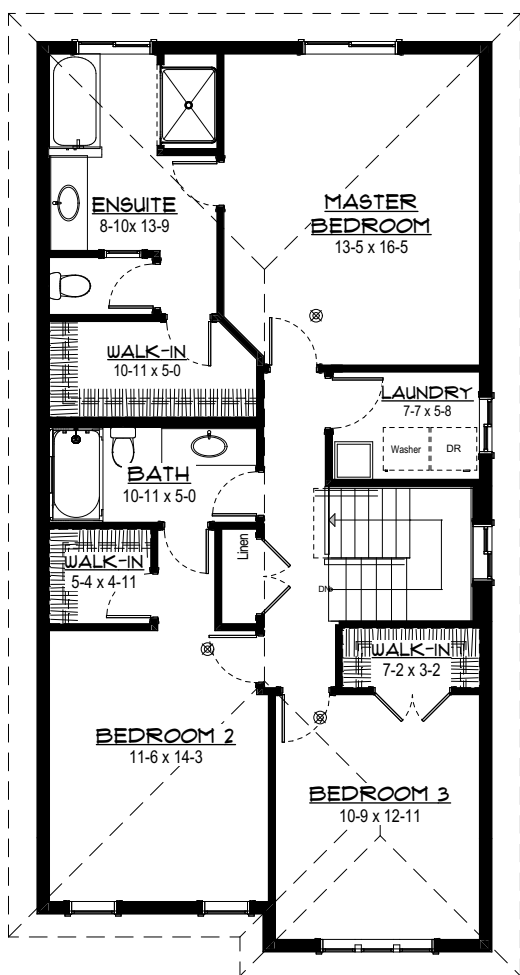 ENSUITE
8-10x 13-9
MASTER
BEDROOM
13-5 x 16-5
WALK-IN
10-11 x 5-0
LAUNDRY
7-7 x 5-8
Washer
DR
BATH
10-11 x 5-0
Linen
WALK-IN
5-4 x 4-11
DN
WALK-IN
7-2 x 3-2
BEDROOM 2
11-6 x 14-3
BEDROOM 3
10-9 x 12-11